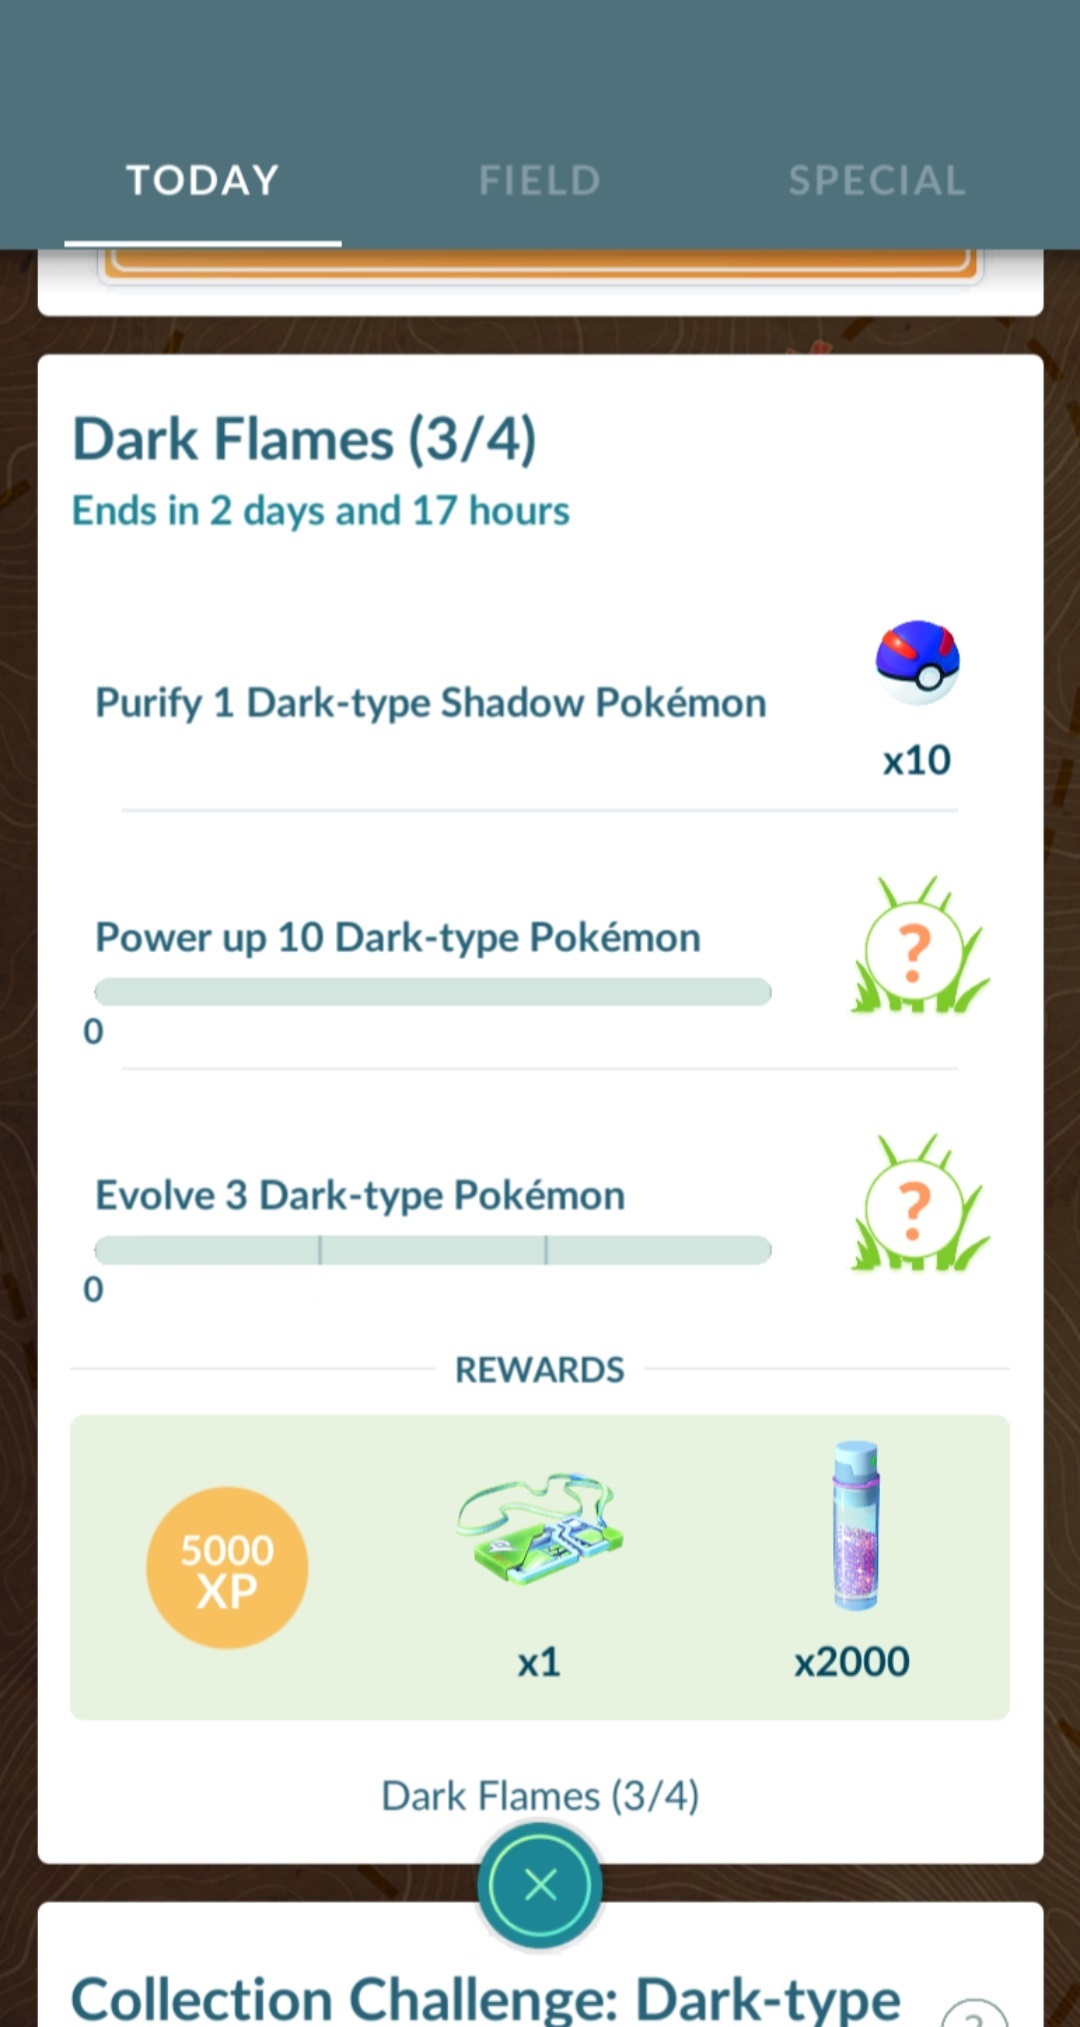 TODAY
FIELD
SPECIAL
Dark Flames (3/4)
Ends in 2 days and 17 hours
Purify 1 Dark-type Shadow Pokémon
x10
Power up 10 Dark-type Pokémon
?
0
Evolve 3 Dark-type Pokémon
?
0
REWARDS
5000
XP
x1
x2000
Dark Flames (3/4)
Collection Challenge: Dark-type
?